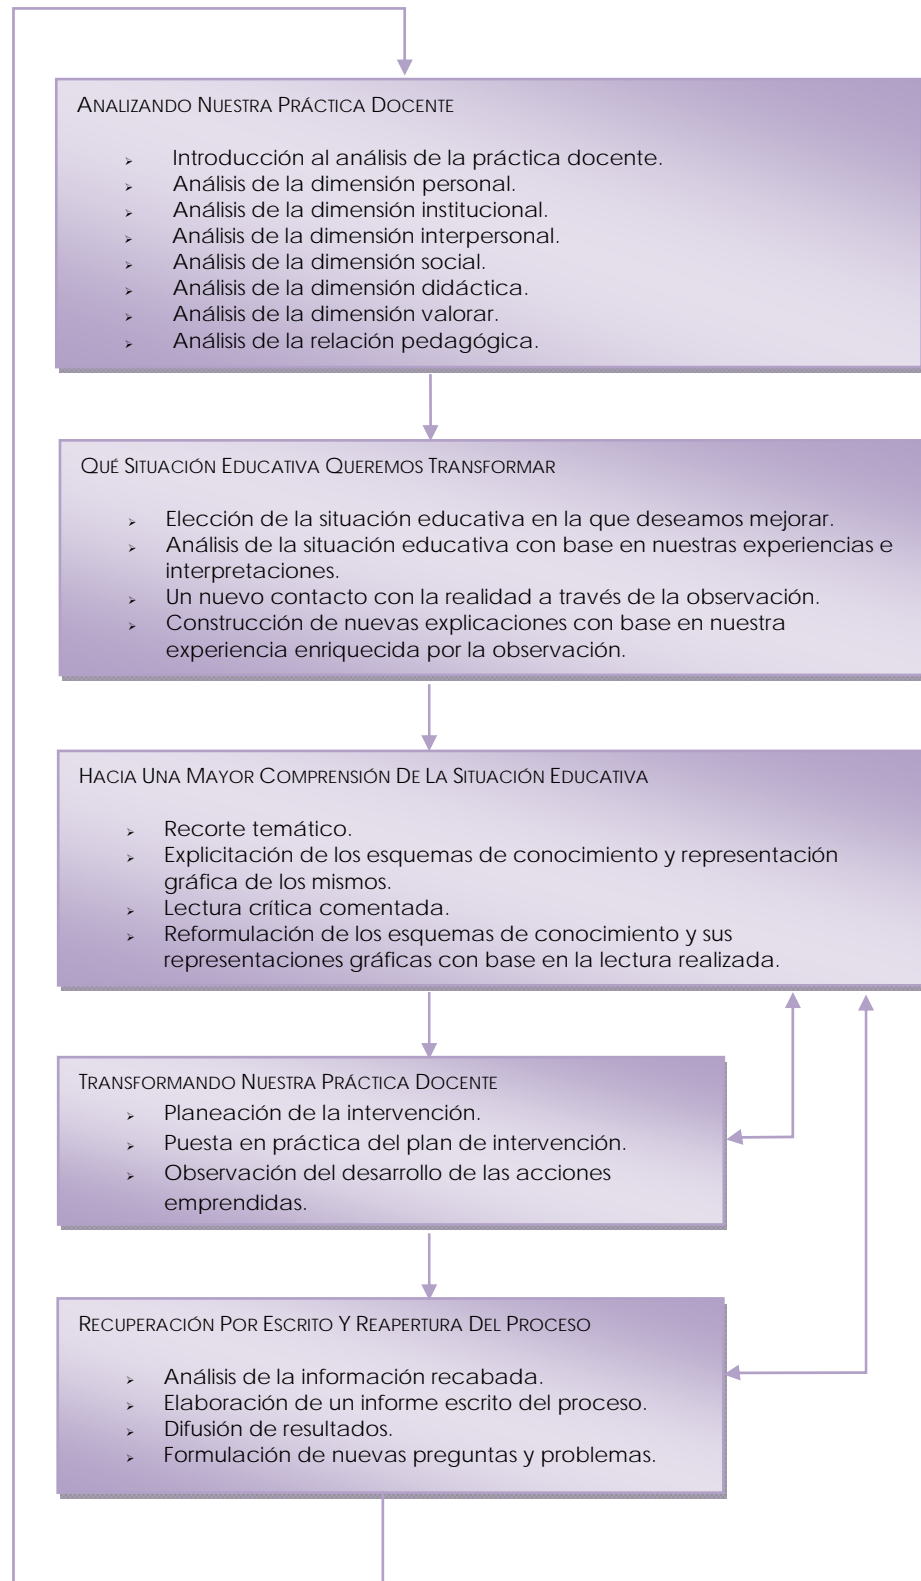 ANALIZANDO NUESTRA PRÁCTICA DOCENTE
➢ Introducción al análisis de la práctica docente.
➢ Análisis de la dimensión personal.
➢ Análisis de la dimensión institucional.
➢ Análisis de la dimensión interpersonal.
➢ Análisis de la dimensión social.
➢ Análisis de la dimensión didáctica.
➢ Análisis de la dimensión valorar.
➢ Análisis de la relación pedagógica.
QUÉ SITUACIÓN EDUCATIVA QUEREMOS TRANSFORMAR
➢ Elección de la situación educativa en la que deseamos mejorar.
➢ Análisis de la situación educativa con base en nuestras experiencias e
interpretaciones.
➢ Un nuevo contacto con la realidad a través de la observación.
➢ Construcción de nuevas explicaciones con base en nuestra
experiencia enriquecida por la observación.
HACIA UNA MAYOR COMPRENSIÓN DE LA SITUACIÓN EDUCATIVA
➢ Recorte temático.
➢ Explicitación de los esquemas de conocimiento y representación
gráfica de los mismos.
➢ Lectura crítica comentada.
➢ Reformulación de los esquemas de conocimiento y sus
representaciones gráficas con base en la lectura realizada.
TRANSFORMANDO NUESTRA PRÁCTICA DOCENTE
➢ Planeación de la intervención.
➢ Puesta en práctica del plan de intervención.
➢ Observación del desarrollo de las acciones
emprendidas.
RECUPERACIÓN POR ESCRITO Y REAPERTURA DEL PROCESO
➢ Análisis de la información recabada.
➢ Elaboración de un informe escrito del proceso.
➢ Difusión de resultados.
➢ Formulación de nuevas preguntas y problemas.